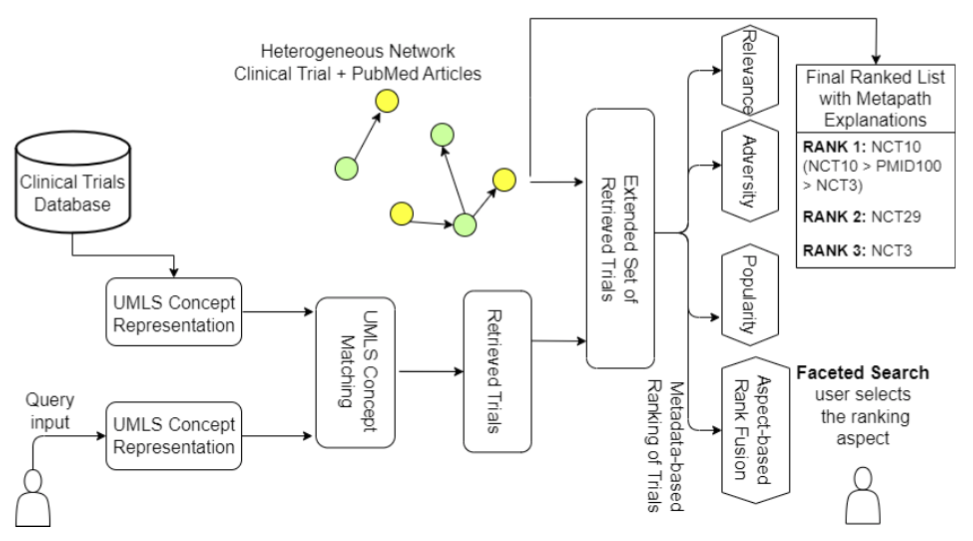 Heterogeneous Network
Clinical Trial + PubMed Articles
Clinical Trials
Database
UMLS Concept
Representation
Query
input
UMLS Concept
Representation
UMLS Concept
Matching
Retrieved Trials
Extended Set of
Retrieved Trials
Metadata-based
Ranking of Trials
Relevance
Adversity
Popularity
Aspect-based
Rank Fusion
Final Ranked List
with Metapath
Explanations
RANK 1: NCT10
(NCT10 > PMID100
> NCT3)
RANK 2: NCT29
RANK 3: NCT3
Faceted Search
user selects
the ranking
aspect